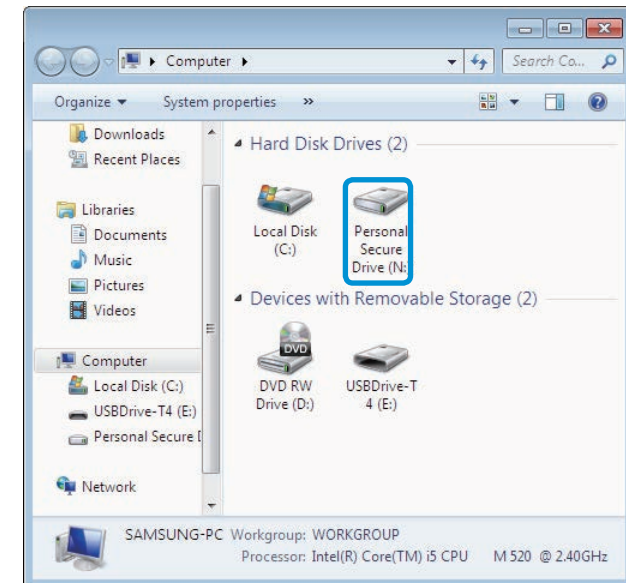 Computer
Search Co...
Organize System properties »
Downloads
Recent Places
Libraries
Documents
Music
Pictures
Videos
Computer
Local Disk (C:)
USBDrive-T4 (E:)
Personal Secure
Network
Hard Disk Drives (2)
Local Disk
(C:)
Personal
Secure
Drive (N:
Devices with Removable Storage (2)
DVD
DVD RW
Drive (D:)
USBDrive-T
4 (E:)
SAMSUNG-PC Workgroup: WORKGROUP
Processor: Intel(R) Core(TM) i5 CPU M 520 @ 2.40GHz